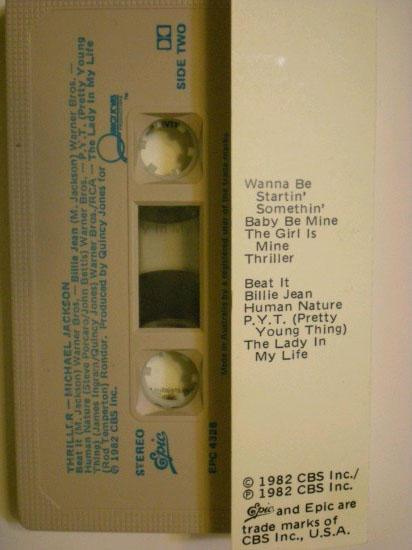 THRILLER — MICHAEL JACKSON
Beat It (M. Jackson) Warner Bros. — Billie Jean (M. Jackson) Warner Bros. —
Human Nature (Steve Porcaro/John Bettis) Warner Bros. — P.Y.T. (Pretty Young
Thing) (James Ingram/Quincy Jones) Warner Bros./RCA — The Lady In My Life
(Rod Temperton) Rondor. Produced by Quincy Jones for
℗ 1982 CBS Inc.
QUINCY JONES
TM
STEREO
Epic
SIDE TWO
EPC 4328
Wanna Be
Startin'
Somethin'
Baby Be Mine
The Girl Is
Mine
Thriller
Beat It
Billie Jean
Human Nature
P.Y.T. (Pretty
Young Thing)
The Lady In
My Life
© 1982 CBS Inc./
℗ 1982 CBS Inc.
Epic and Epic are
trade marks of
CBS Inc., U.S.A.